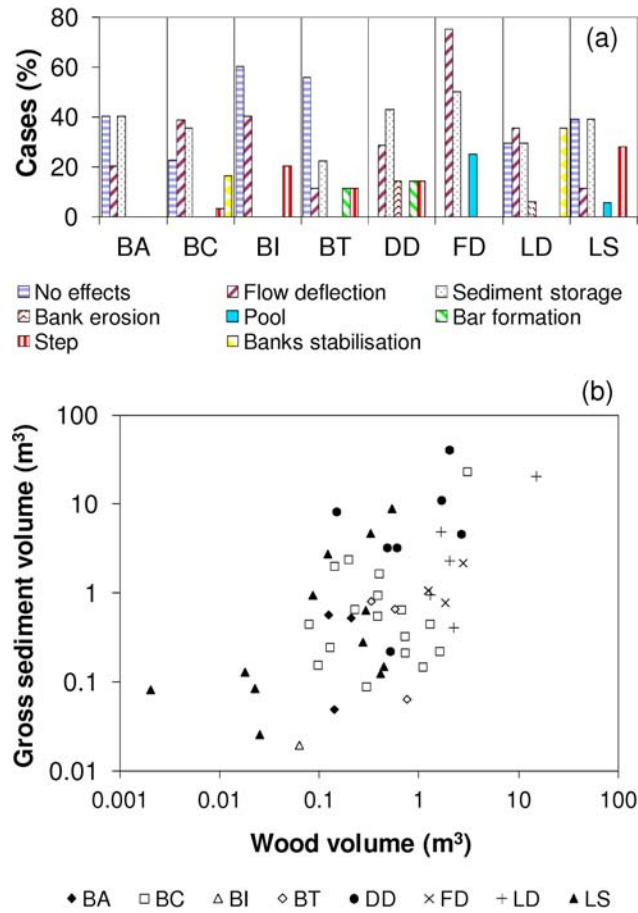 (a)
Cases (%)
80
60
40
20
0
BA BC BI BT DD FD LD LS
No effects Flow deflection Sediment storage
Bank erosion Pool Bar formation
Step Banks stabilisation
(b)
Gross sediment volume (m³)
100
10
1
0.1
0.01
0.001 0.01 0.1 1 10 100
Wood volume (m³)
BA BC BI BT DD FD LD LS